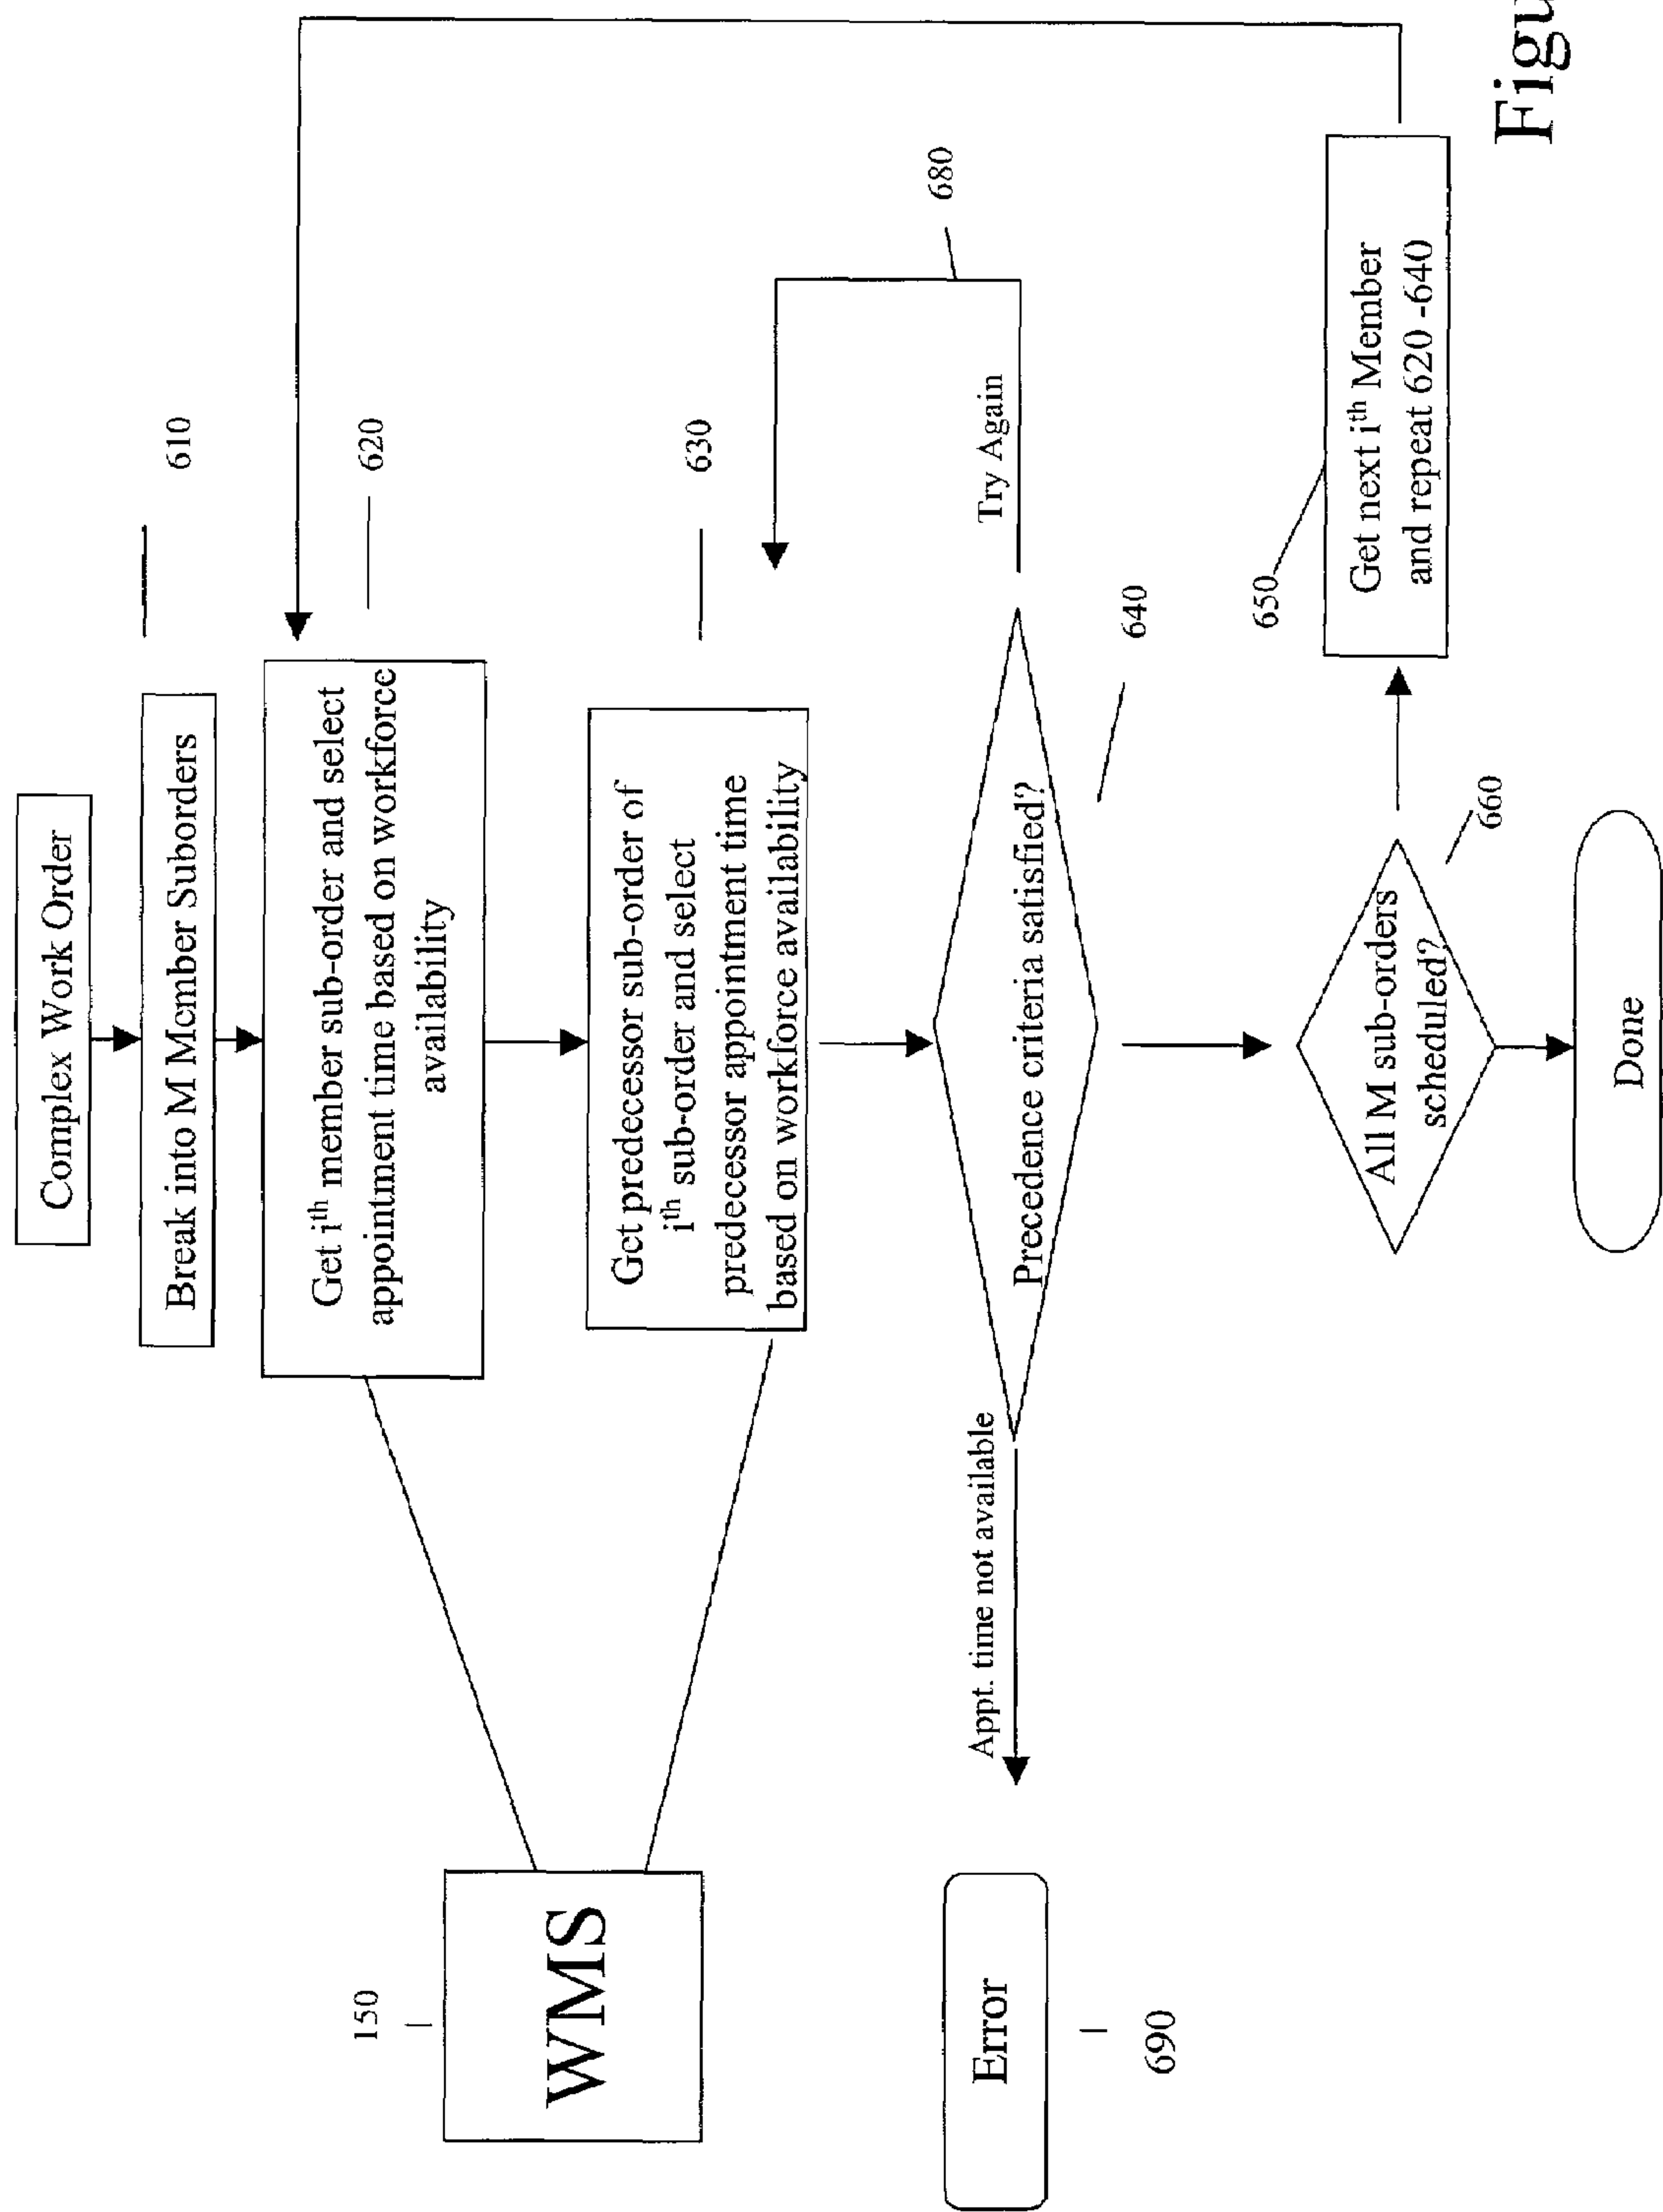 Complex Work Order
Break into M Member Suborders
610
Get iᵗʰ member sub-order and select
appointment time based on workforce
availability
620
150
WMS
Get predecessor sub-order of
iᵗʰ sub-order and select
predecessor appointment time
based on workforce availability
630
680
Try Again
Precedence criteria satisfied?
640
Appt. time not available
Error
690
All M sub-orders
scheduled?
660
650
Get next iᵗʰ Member
and repeat 620 -640
Done
Figu